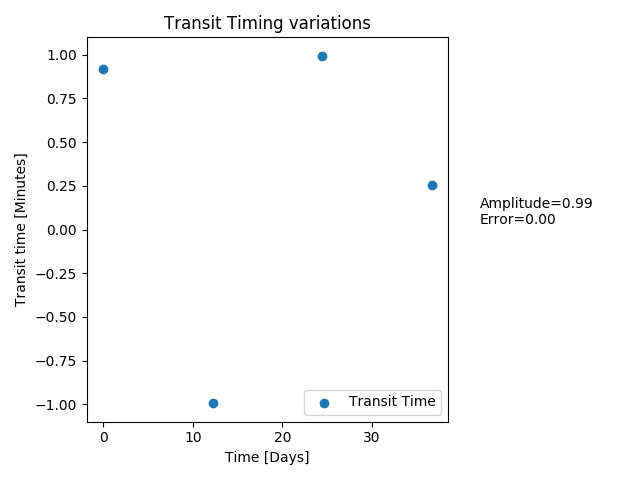 Transit Timing variations
1.00
0.75
0.50
0.25
0.00
−0.25
−0.50
−0.75
−1.00
Transit time [Minutes]
0
10
20
30
Time [Days]
Transit Time
Amplitude=0.99
Error=0.00